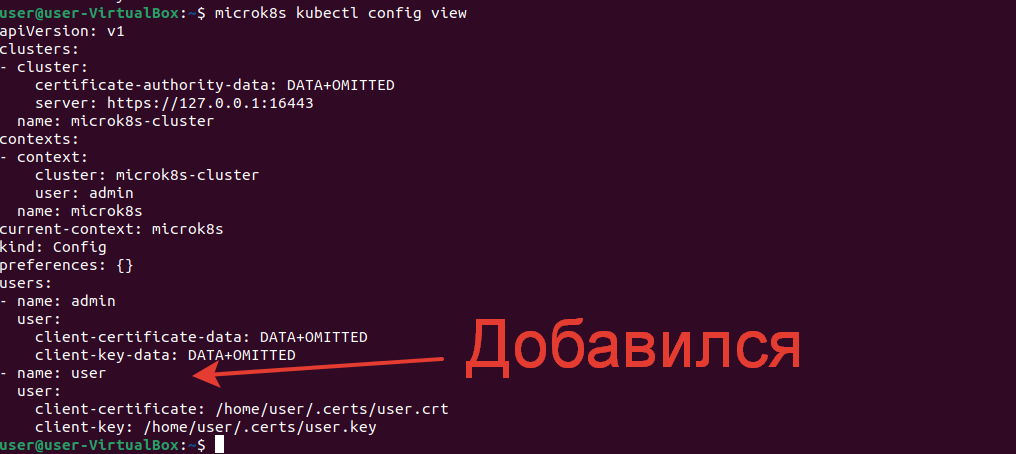 user@user-VirtualBox:~$ microk8s kubectl config view
apiVersion: v1
clusters:
- cluster:
    certificate-authority-data: DATA+OMITTED
    server: https://127.0.0.1:16443
  name: microk8s-cluster
contexts:
- context:
    cluster: microk8s-cluster
    user: admin
  name: microk8s
current-context: microk8s
kind: Config
preferences: {}
users:
- name: admin
  user:
    client-certificate-data: DATA+OMITTED
    client-key-data: DATA+OMITTED
- name: user
Добавился
  user:
    client-certificate: /home/user/.certs/user.crt
    client-key: /home/user/.certs/user.key
user@user-VirtualBox:~$